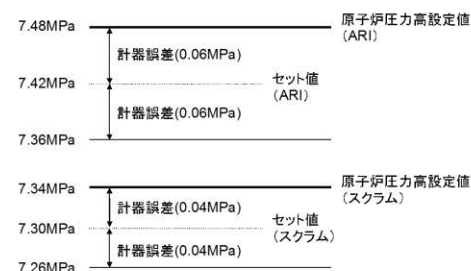 7.48MPa
原子炉圧力高設定値
(ARI)
計器誤差(0.06MPa)
7.42MPa
セット値
(ARI)
計器誤差(0.06MPa)
7.36MPa
7.34MPa
原子炉圧力高設定値
(スクラム)
計器誤差(0.04MPa)
7.30MPa
セット値
(スクラム)
計器誤差(0.04MPa)
7.26MPa